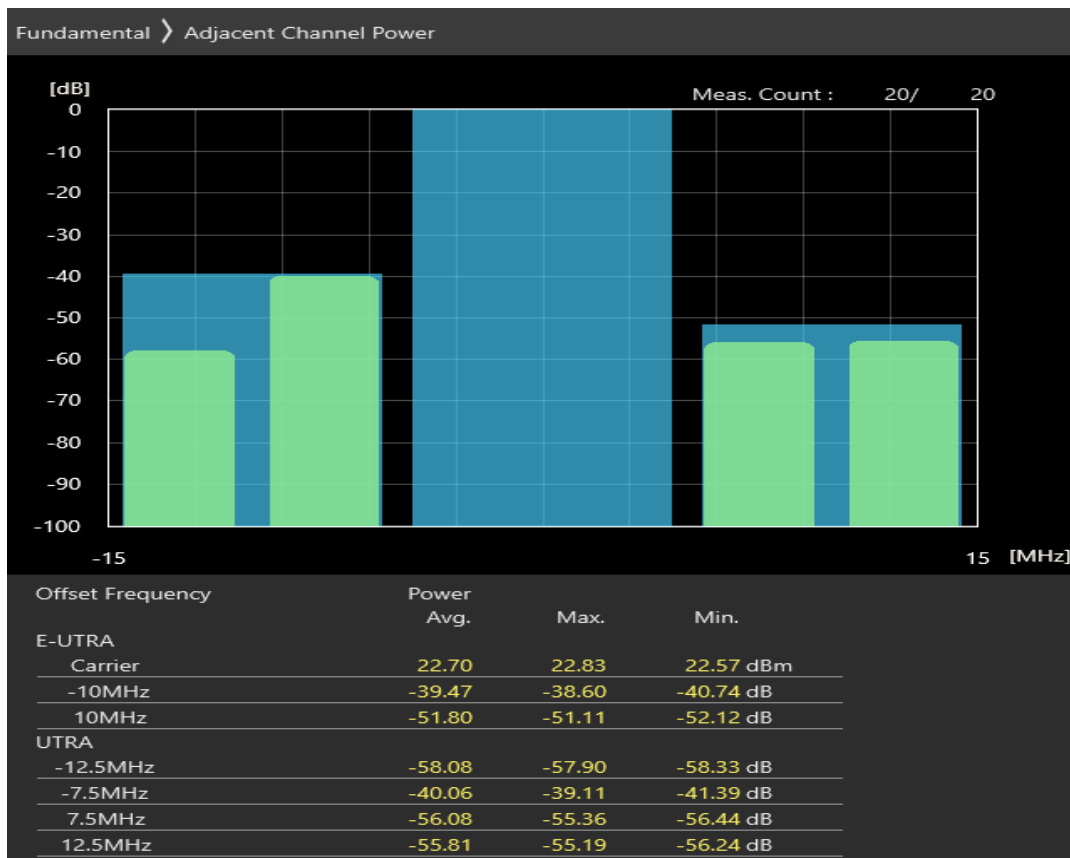 Fundamental 〉 Adjacent Channel Power
[dB]
Meas. Count : 20/ 20
0
-10
-20
-30
-40
-50
-60
-70
-80
-90
-100
-15 15 [MHz]
Offset Frequency Power
Avg. Max. Min.
E-UTRA
Carrier 22.70 22.83 22.57 dBm
-10MHz -39.47 -38.60 -40.74 dB
10MHz -51.80 -51.11 -52.12 dB
UTRA
-12.5MHz -58.08 -57.90 -58.33 dB
-7.5MHz -40.06 -39.11 -41.39 dB
7.5MHz -56.08 -55.36 -56.44 dB
12.5MHz -55.81 -55.19 -56.24 dB